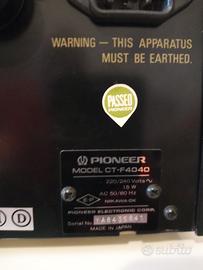 WARNING — THIS APPARATUS
MUST BE EARTHED.
PASSED
PIONEER
MODEL CT-F4040
220/240 Volts~
AC 50/60 Hz
PIONEER ELECTRONIC CORP.
Serial No.
MADE IN JAPAN
D
subito